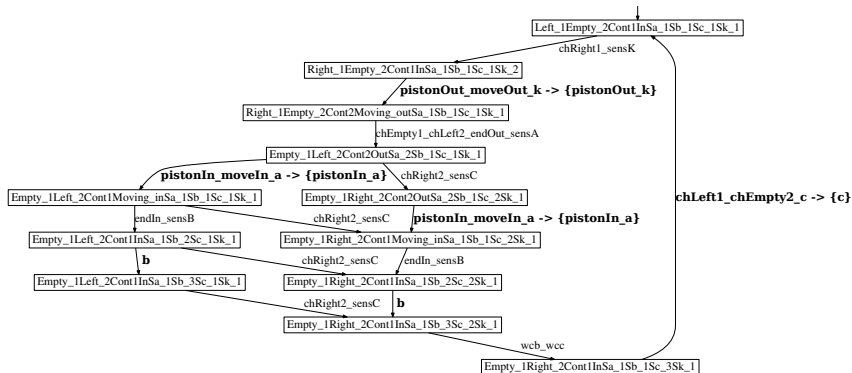 Left_1Empty_2Cont1InSa_1Sb_1Sc_1Sk_1
chRight1_sensK
Right_1Empty_2Cont1InSa_1Sb_1Sc_1Sk_2
pistonOut_moveOut_k -> {pistonOut_k}
Right_1Empty_2Cont2Moving_outSa_1Sb_1Sc_1Sk_1
chEmpty1_chLeft2_endOut_sensA
Empty_1Left_2Cont2OutSa_2Sb_1Sc_1Sk_1
pistonIn_moveIn_a -> {pistonIn_a}
chRight2_sensC
Empty_1Left_2Cont1Moving_inSa_1Sb_1Sc_1Sk_1
Empty_1Right_2Cont2OutSa_2Sb_1Sc_2Sk_1
chLeft1_chEmpty2_c -> {c}
endIn_sensB
chRight2_sensC
pistonIn_moveIn_a -> {pistonIn_a}
Empty_1Left_2Cont1InSa_1Sb_2Sc_1Sk_1
Empty_1Right_2Cont1Moving_inSa_1Sb_1Sc_2Sk_1
b
chRight2_sensC
endIn_sensB
Empty_1Left_2Cont1InSa_1Sb_3Sc_1Sk_1
Empty_1Right_2Cont1InSa_1Sb_2Sc_2Sk_1
chRight2_sensC
b
Empty_1Right_2Cont1InSa_1Sb_3Sc_2Sk_1
wcb_wcc
Empty_1Right_2Cont1InSa_1Sb_1Sc_3Sk_1